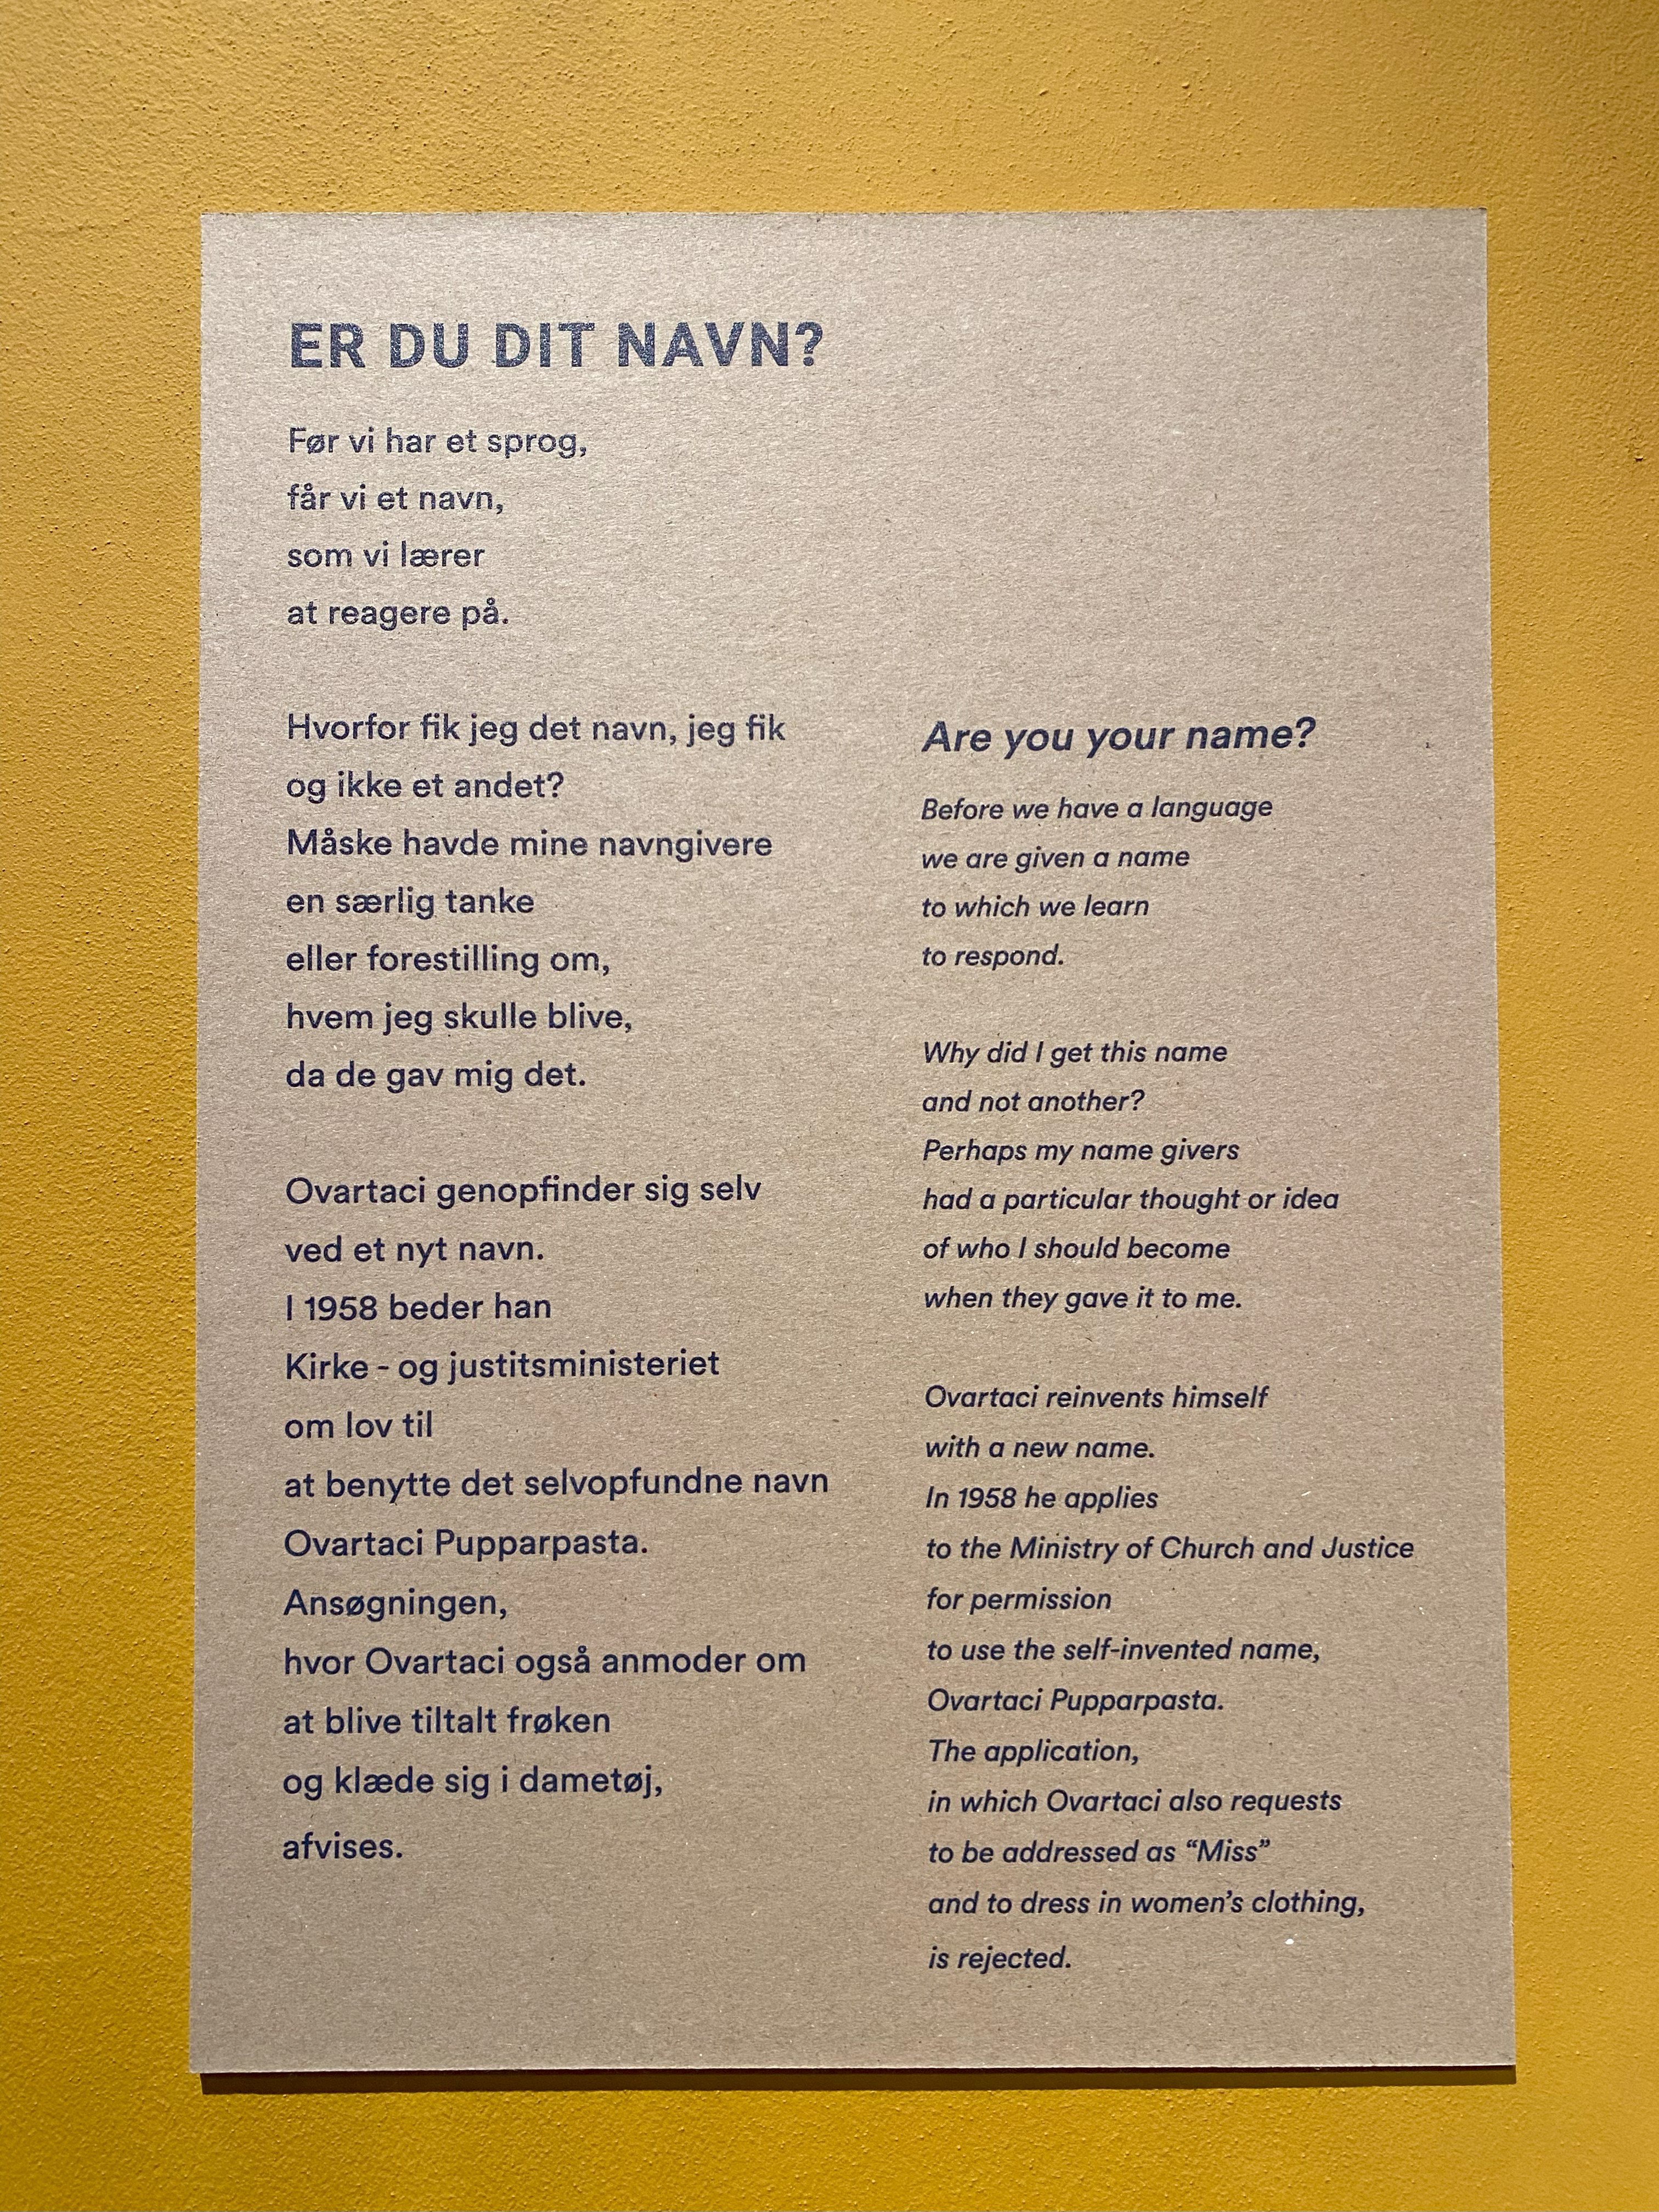 ER DU DIT NAVN?
Før vi har et sprog,
får vi et navn,
som vi lærer
at reagere på.
Hvorfor fik jeg det navn, jeg fik
og ikke et andet?
Måske havde mine navngivere
en særlig tanke
eller forestilling om,
hvem jeg skulle blive,
da de gav mig det.
Ovartaci genopfinder sig selv
ved et nyt navn.
I 1958 beder han
Kirke - og justitsministeriet
om lov til
at benytte det selvopfundne navn
Ovartaci Pupparpasta.
Ansøgningen,
hvor Ovartaci også anmoder om
at blive tiltalt frøken
og klæde sig i dametøj,
afvises.
Are you your name?
Before we have a language
we are given a name
to which we learn
to respond.
Why did I get this name
and not another?
Perhaps my name givers
had a particular thought or idea
of who I should become
when they gave it to me.
Ovartaci reinvents himself
with a new name.
In 1958 he applies
to the Ministry of Church and Justice
for permission
to use the self-invented name,
Ovartaci Pupparpasta.
The application,
in which Ovartaci also requests
to be addressed as “Miss”
and to dress in women’s clothing,
is rejected.